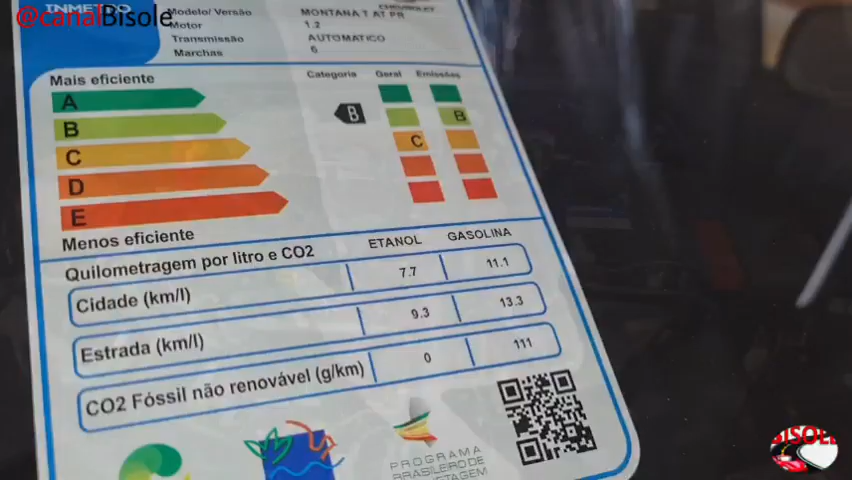 @canalBisole
INMETRO
CHEVROLET
Modelo/Versão MONTANA T AT PR
Motor 1.2
Transmissão AUTOMATICO
Marchas 6
Mais eficiente
Categoria Geral Emissões
A
B B B
C C
D
E
Menos eficiente
Quilometragem por litro e CO2 ETANOL GASOLINA
Cidade (km/l) 7.7 11.1
Estrada (km/l) 9.3 13.3
CO2 Fóssil não renovável (g/km) 0 111
PROGRAMA
BRASILEIRO DE
BISOLE